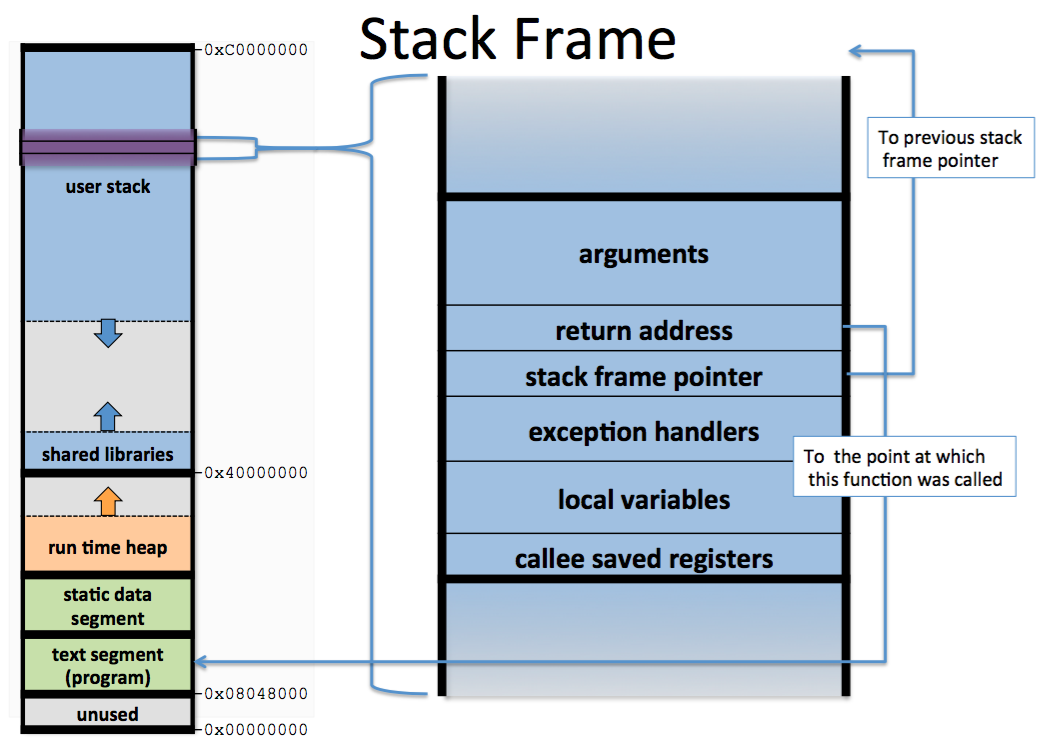 Stack Frame
0xC0000000
user stack
shared libraries
0x40000000
run time heap
static data
segment
text segment
(program)
0x08048000
unused
0x00000000
arguments
return address
stack frame pointer
exception handlers
local variables
callee saved registers
To previous stack
frame pointer
To the point at which
this function was called